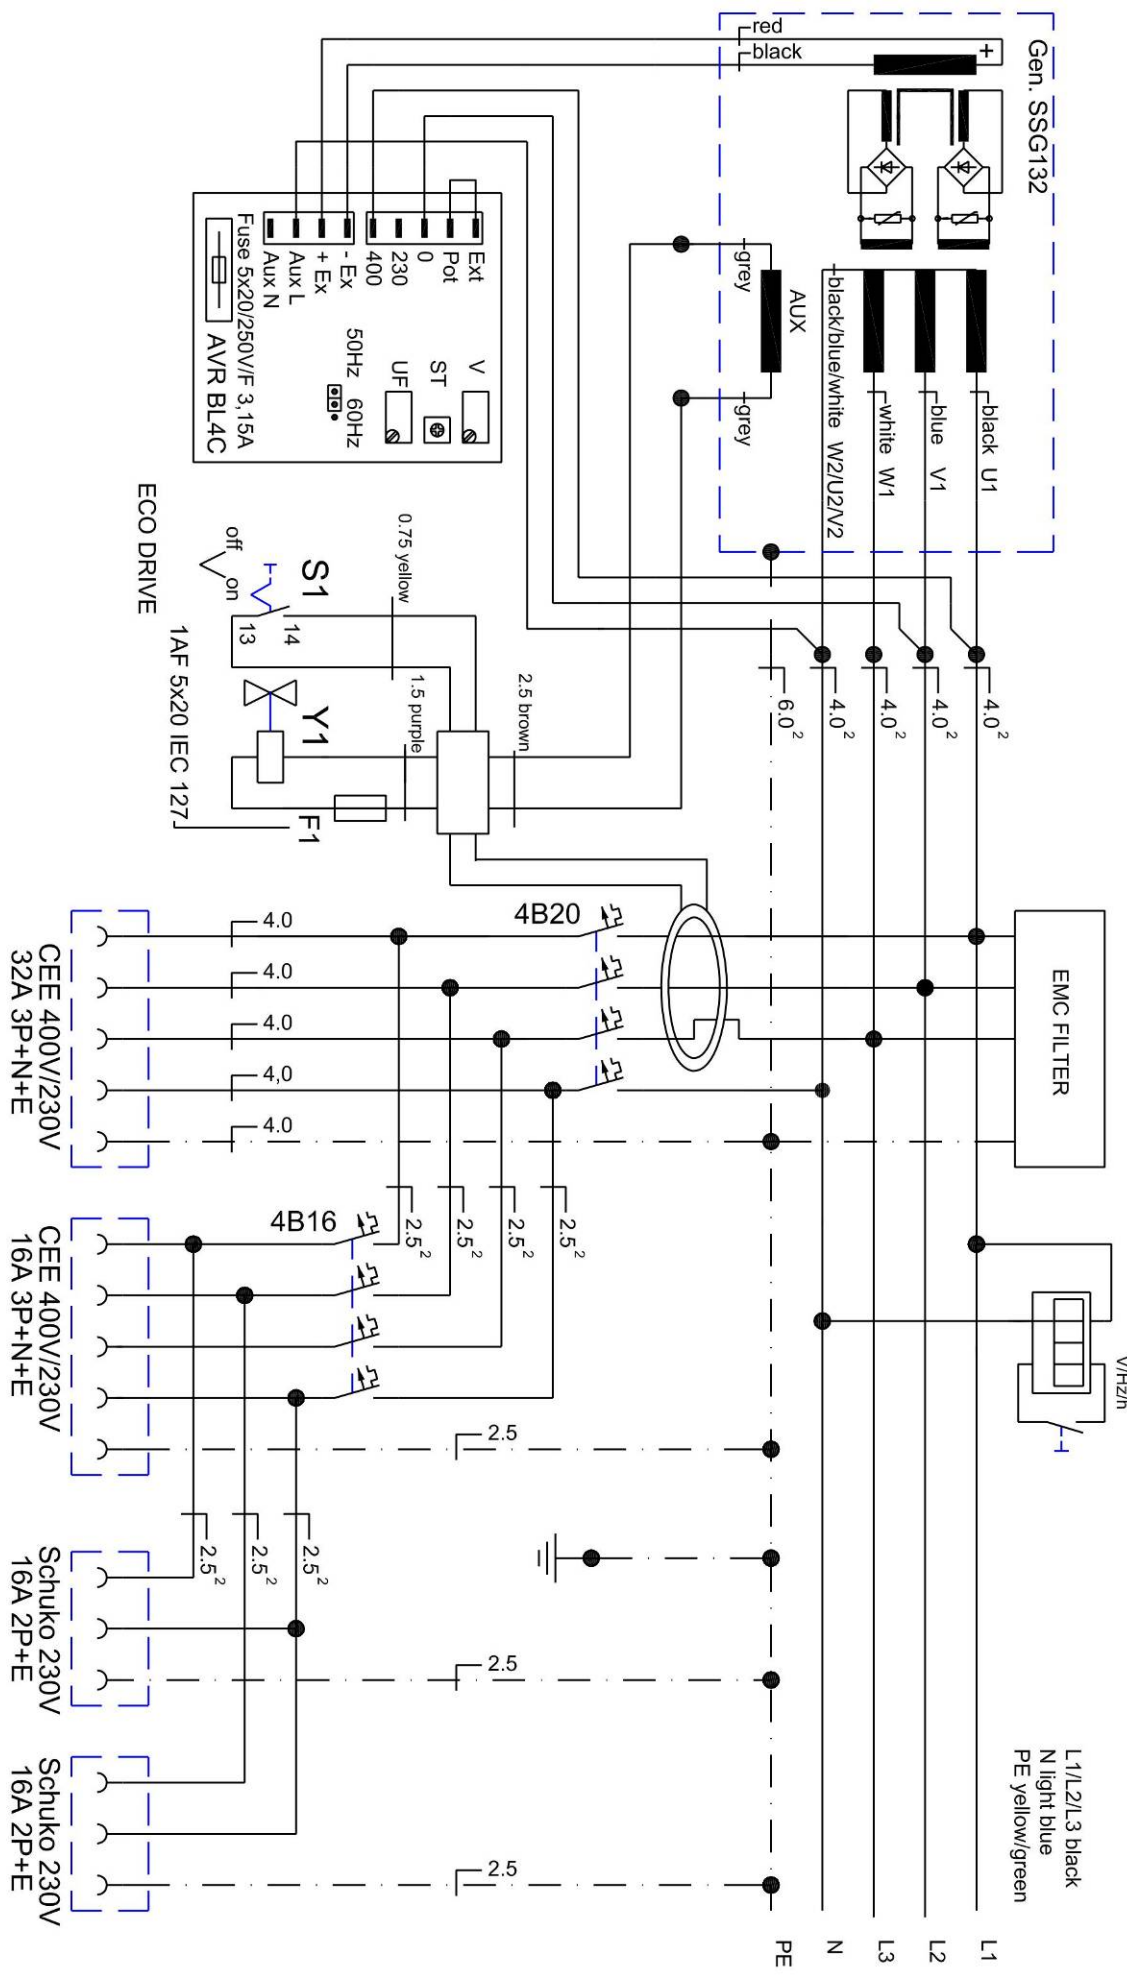 Gen. SSG132
red
black
+
grey
grey
AUX
black/blue/white W2/U2/V2
white W1
blue V1
black U1
Ext
Pot
0
230
400
- Ex
+ Ex
Aux L
Aux N
V
ST
UF
50Hz 60Hz
Fuse 5x20/250V/F 3,15A
AVR BL4C
ECO DRIVE
off
on
S1
13
14
0.75 yellow
1AF 5x20 IEC 127
Y1
F1
1.5 purple
2.5 brown
6.0²
4.0²
4.0²
4.0²
4.0²
EMC FILTER
4B20
4.0
4.0
4.0
4,0
4.0
CEE 400V/230V
32A 3P+N+E
4B16
2.5²
2.5²
2.5²
2.5²
2.5
CEE 400V/230V
16A 3P+N+E
V/Hz/h
2.5²
2.5²
2.5²
2.5
Schuko 230V
16A 2P+E
2.5
Schuko 230V
16A 2P+E
L1/L2/L3 black
N light blue
PE yellow/green
L1
L2
L3
N
PE